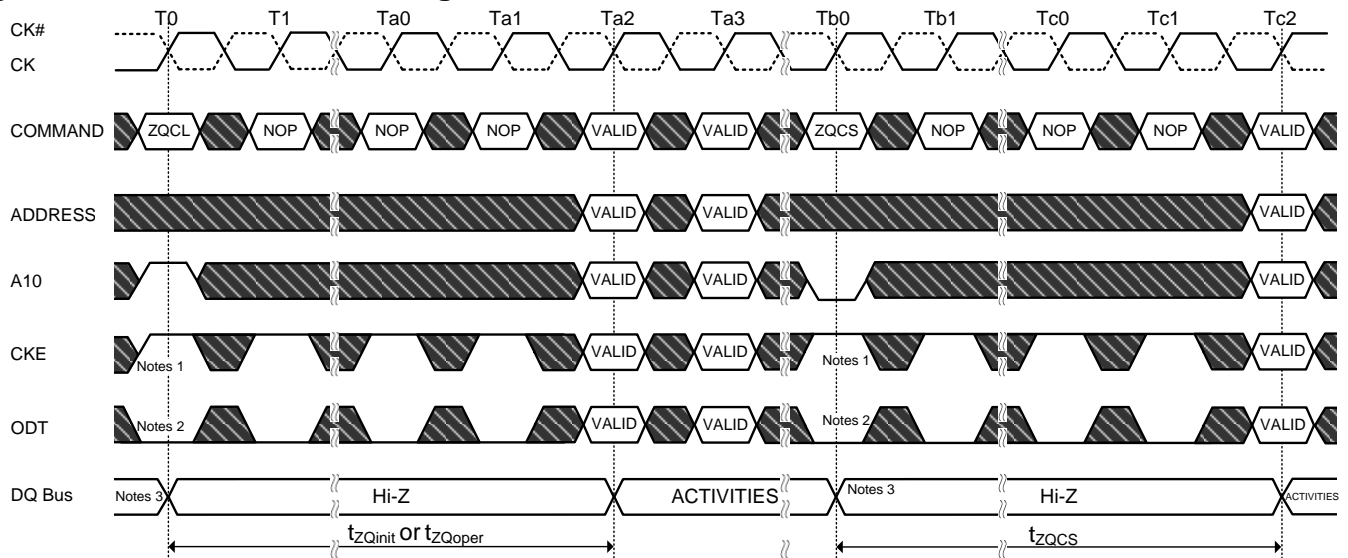 T0 T1 Ta0 Ta1 Ta2 Ta3 Tb0 Tb1 Tc0 Tc1 Tc2
CK#
CK
COMMAND ZQCL NOP NOP NOP VALID VALID ZQCS NOP NOP NOP VALID
ADDRESS VALID VALID VALID
A10 VALID VALID VALID
CKE Notes 1 VALID VALID Notes 1 VALID
ODT Notes 2 VALID VALID Notes 2 VALID
DQ Bus Notes 3 Hi-Z ACTIVITIES Notes 3 Hi-Z ACTIVITIES
tZQinit or tZQoper tZQCS